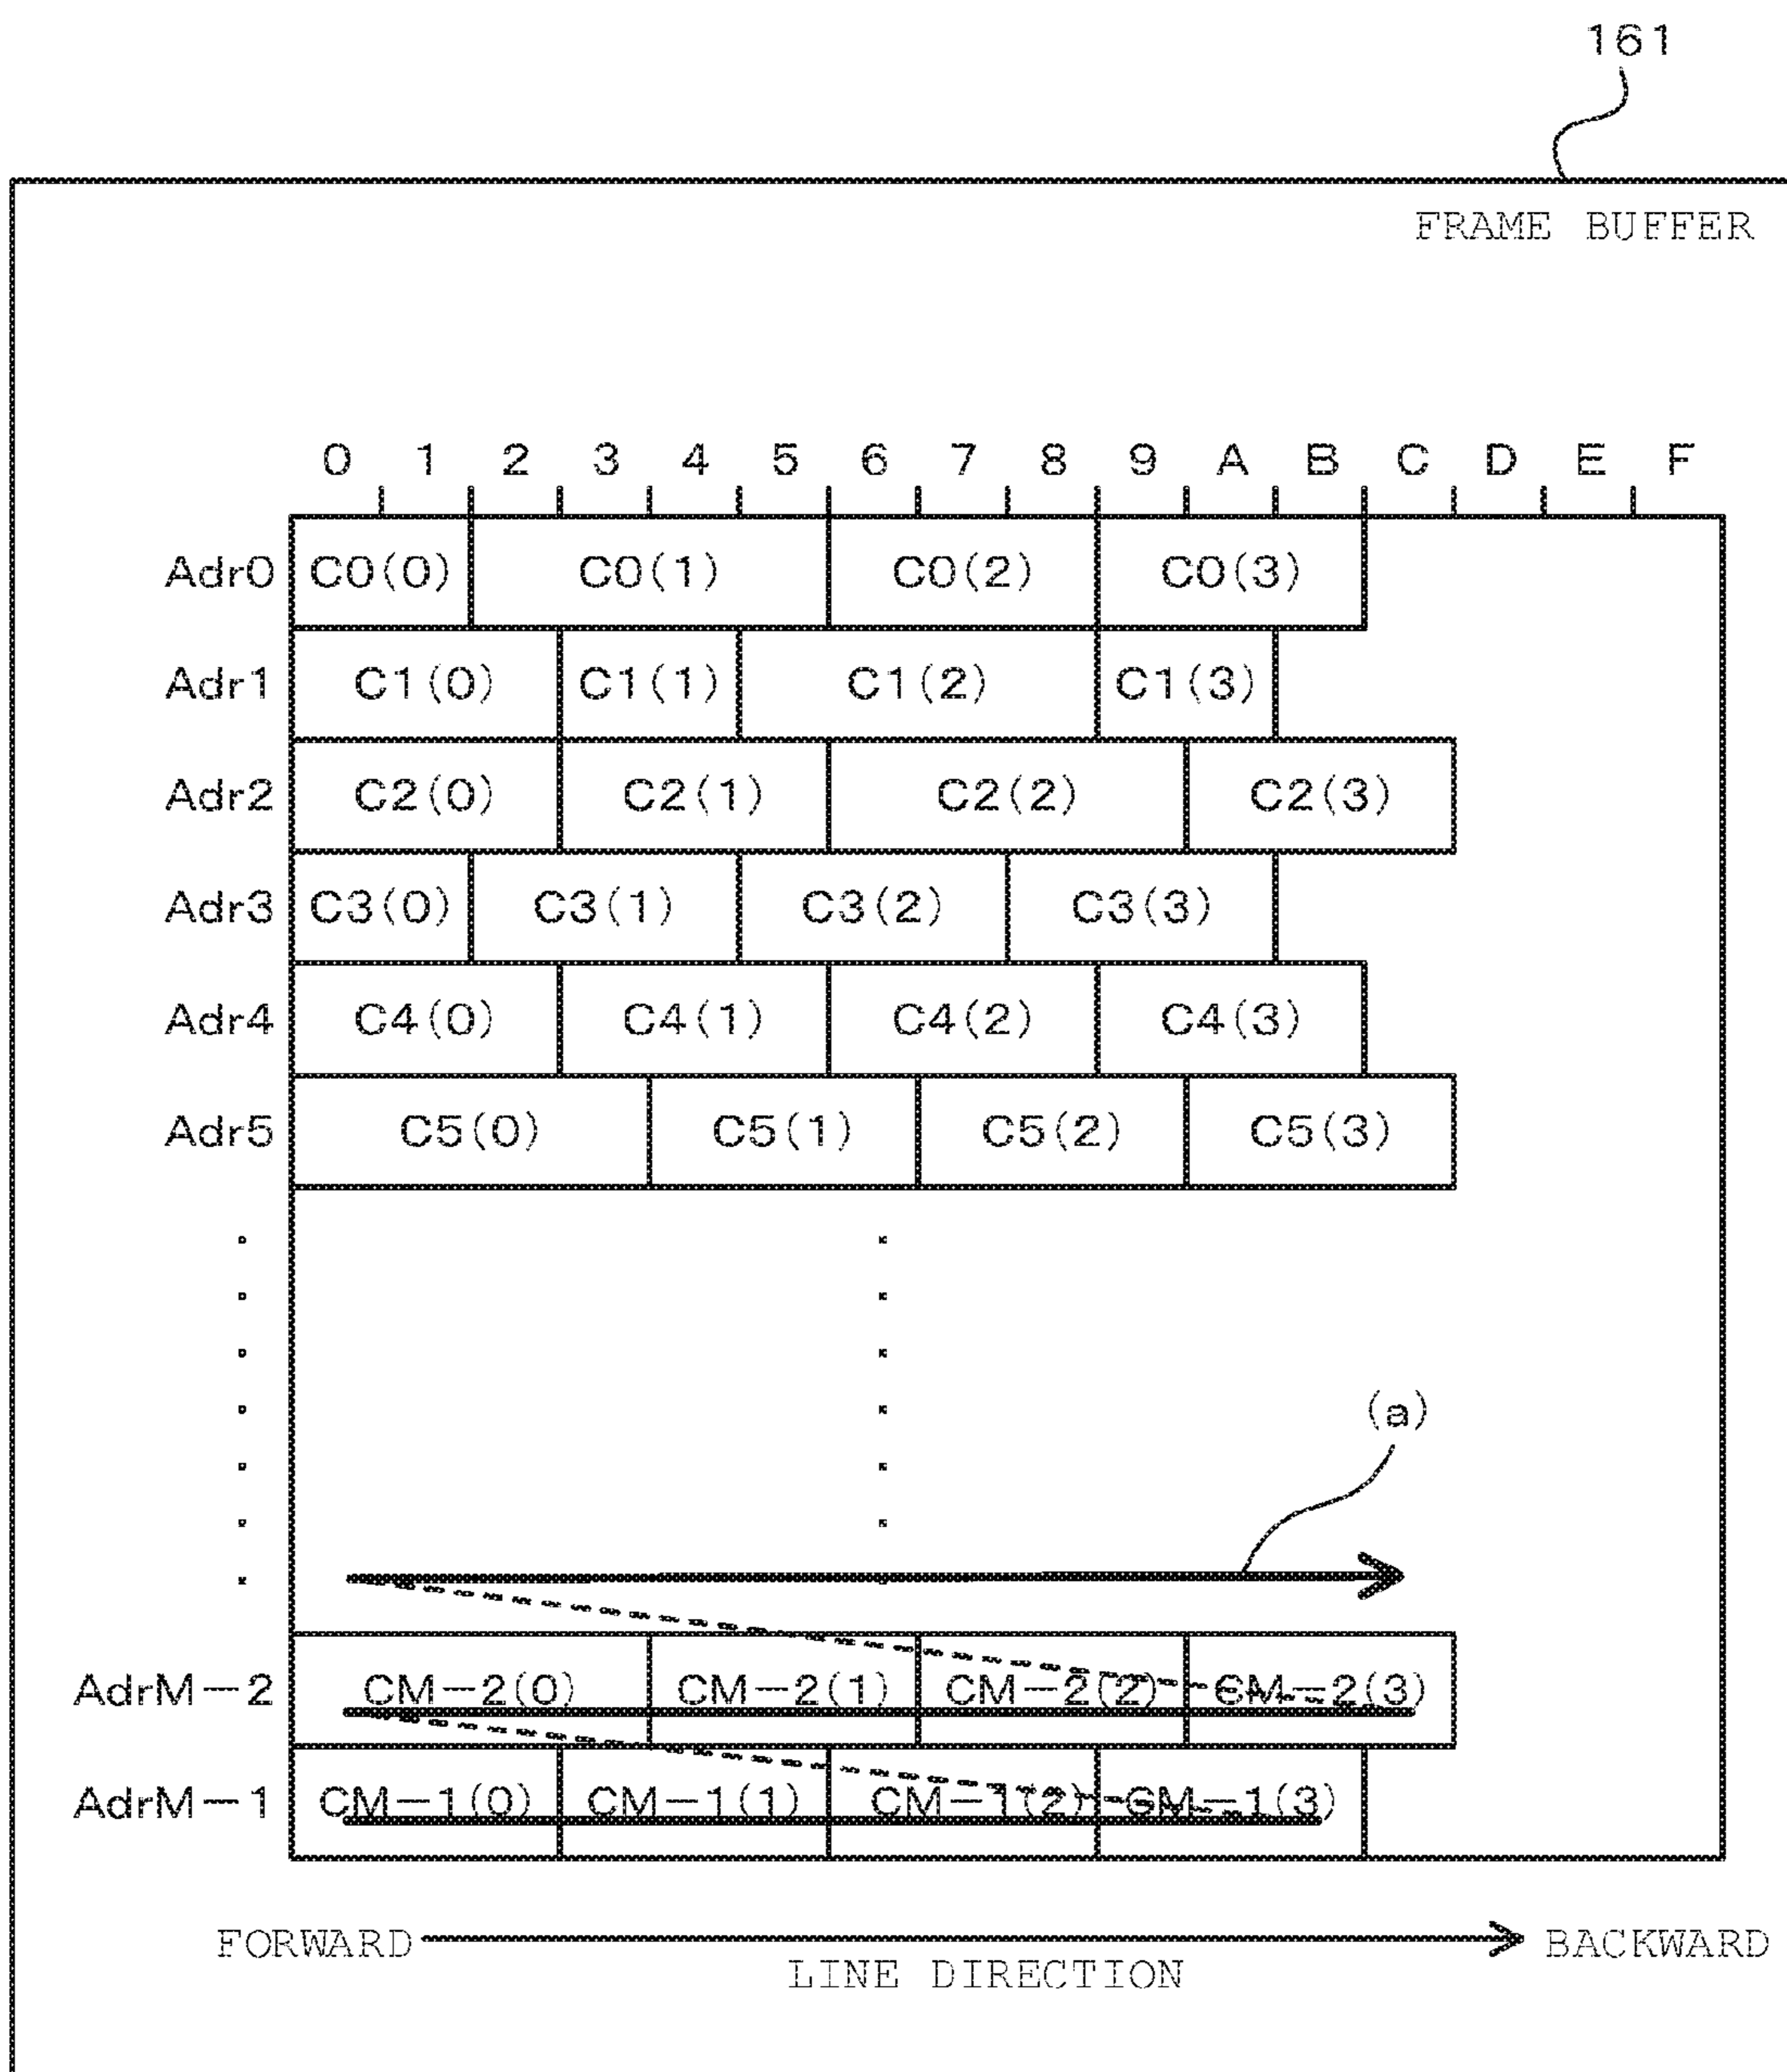 161
FRAME BUFFER
0 1 2 3 4 5 6 7 8 9 A B C D E F
Adr0 C0(0) C0(1) C0(2) C0(3)
Adr1 C1(0) C1(1) C1(2) C1(3)
Adr2 C2(0) C2(1) C2(2) C2(3)
Adr3 C3(0) C3(1) C3(2) C3(3)
Adr4 C4(0) C4(1) C4(2) C4(3)
Adr5 C5(0) C5(1) C5(2) C5(3)
(a)
AdrM-2 CM-2(0) CM-2(1) CM-2(2) CM-2(3)
AdrM-1 CM-1(0) CM-1(1) CM-1(2) CM-1(3)
FORWARD BACKWARD
LINE DIRECTION